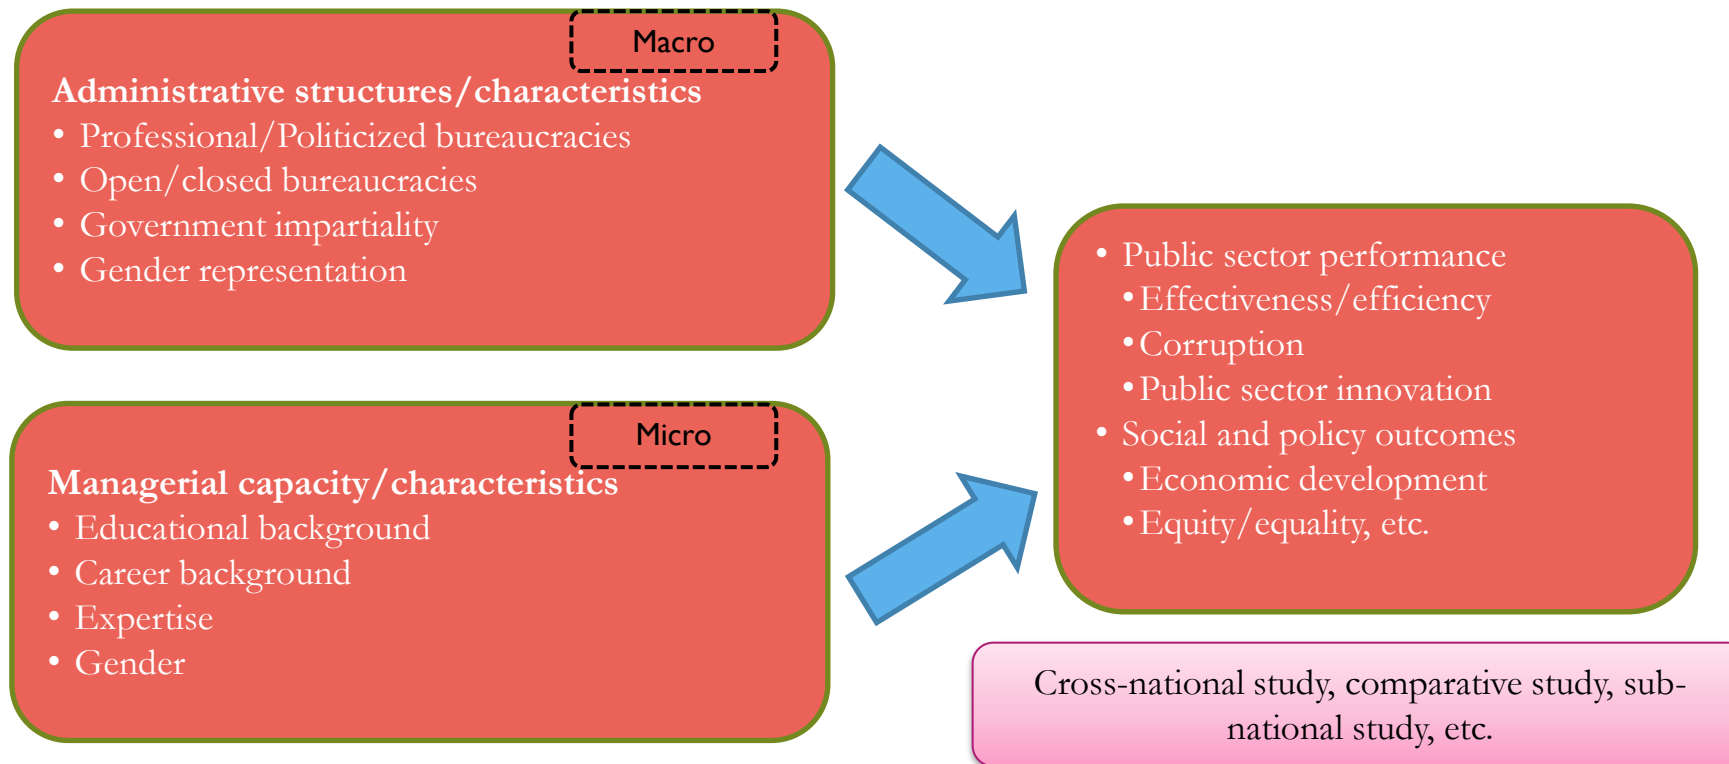 Macro
Administrative structures/characteristics
• Professional/Politicized bureaucracies
• Open/closed bureaucracies
• Government impartiality
• Gender representation
Micro
Managerial capacity/characteristics
• Educational background
• Career background
• Expertise
• Gender
• Public sector performance
• Effectiveness/efficiency
• Corruption
• Public sector innovation
• Social and policy outcomes
• Economic development
• Equity/equality, etc.
Cross-national study, comparative study, sub-
national study, etc.